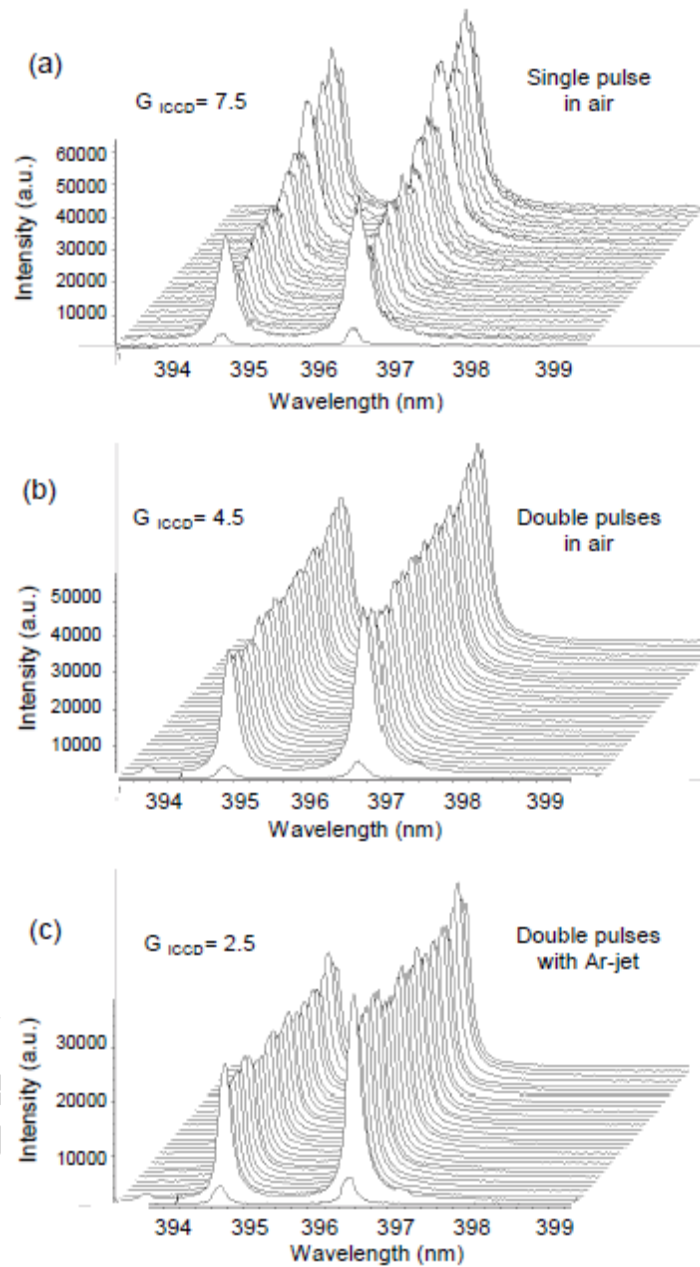 (a)
G ICCD= 7.5
Single pulse
in air
Intensity (a.u.)
60000
50000
40000
30000
20000
10000
394 395 396 397 398 399
Wavelength (nm)
(b)
G ICCD= 4.5
Double pulses
in air
Intensity (a.u.)
50000
40000
30000
20000
10000
394 395 396 397 398 399
Wavelength (nm)
(c)
G ICCD= 2.5
Double pulses
with Ar-jet
Intensity (a.u.)
30000
20000
10000
394 395 396 397 398 399
Wavelength (nm)